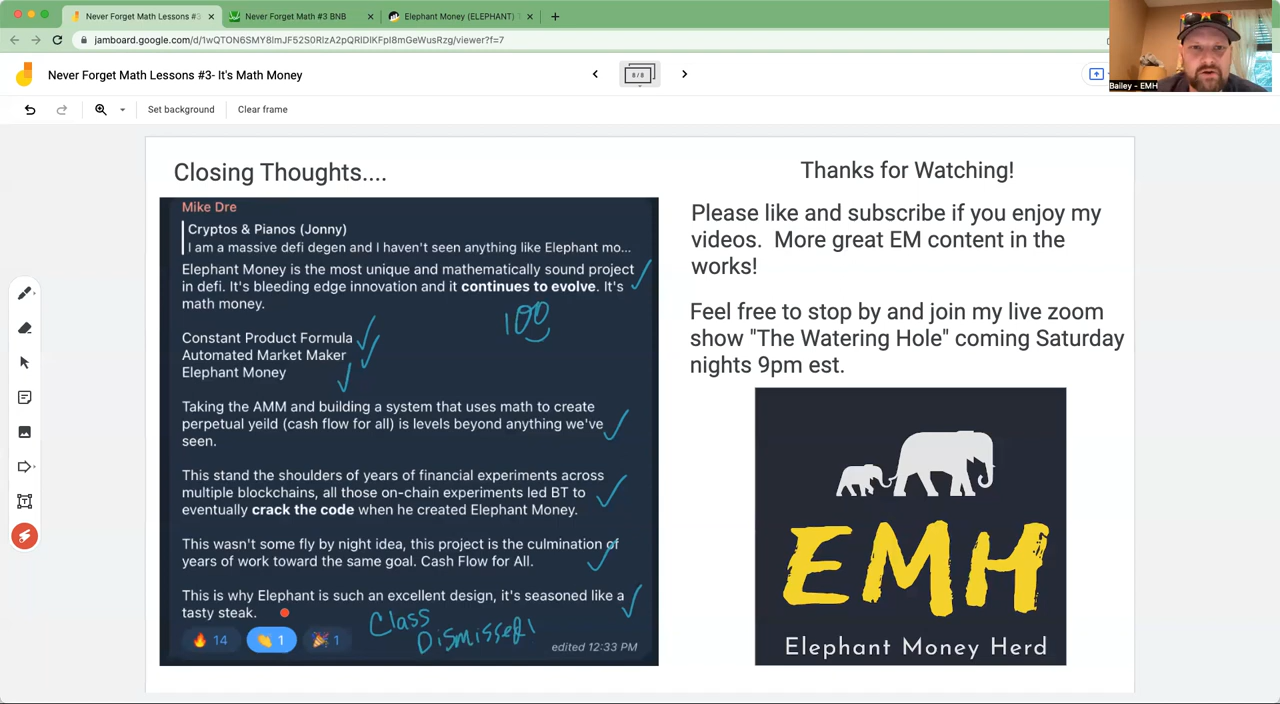 Never Forget Math Lessons #3
Never Forget Math #3 BNB
Elephant Money (ELEPHANT)
jamboard.google.com/d/1wQTON6SMY8lmJF52S0RlzA2pQRlDlKFpI8mGeWusRzg/viewer?f=7
Never Forget Math Lessons #3- It's Math Money
8 / 8
Set background
Clear frame
Bailey - EMH
Closing Thoughts....
Mike Dre
Cryptos & Pianos (Jonny)
I am a massive defi degen and I haven't seen anything like Elephant mo...
Elephant Money is the most unique and mathematically sound project
in defi. It's bleeding edge innovation and it continues to evolve. It's
math money.
100
Constant Product Formula
Automated Market Maker
Elephant Money
Taking the AMM and building a system that uses math to create
perpetual yeild (cash flow for all) is levels beyond anything we've
seen.
This stand the shoulders of years of financial experiments across
multiple blockchains, all those on-chain experiments led BT to
eventually crack the code when he created Elephant Money.
This wasn't some fly by night idea, this project is the culmination of
years of work toward the same goal. Cash Flow for All.
This is why Elephant is such an excellent design, it's seasoned like a
tasty steak.
14
1
1
Class
Dismissed!
edited 12:33 PM
Thanks for Watching!
Please like and subscribe if you enjoy my
videos.  More great EM content in the
works!
Feel free to stop by and join my live zoom
show "The Watering Hole" coming Saturday
nights 9pm est.
EMH
Elephant Money Herd